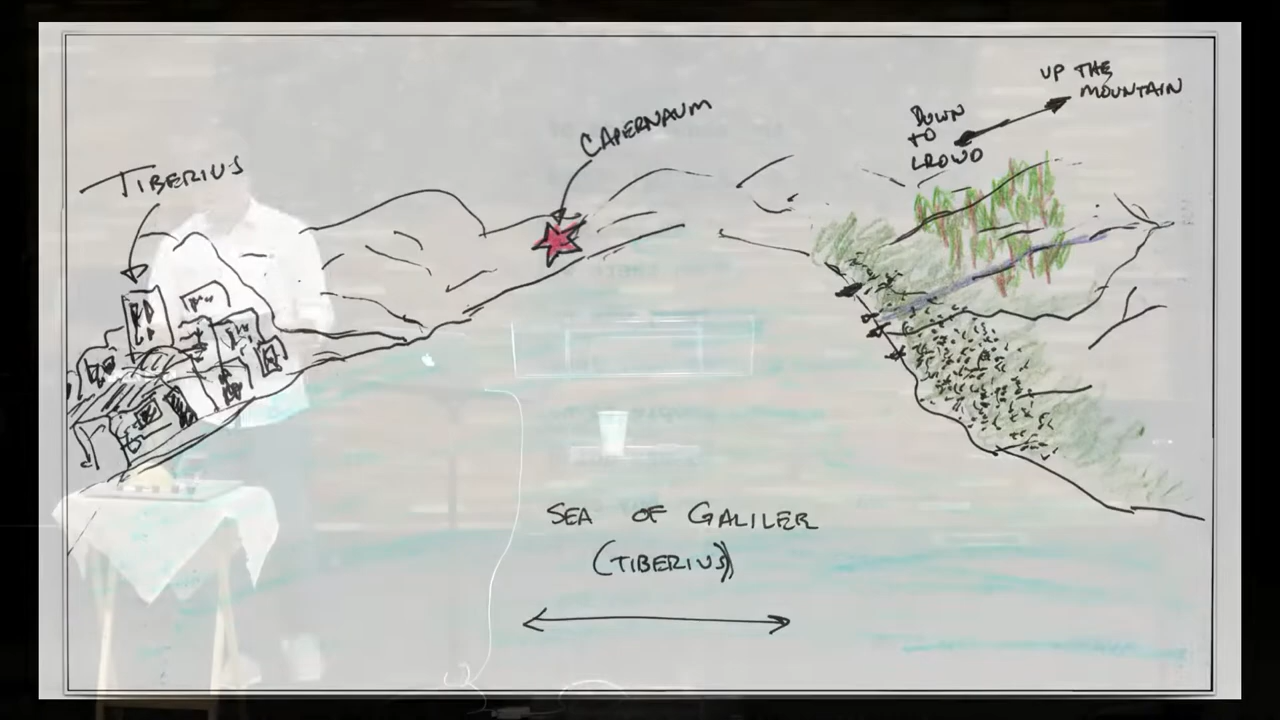 UP THE
MOUNTAIN
DOWN
TO
CROWD
CAPERNAUM
TIBERIUS
SEA OF GALILEE
(TIBERIUS)